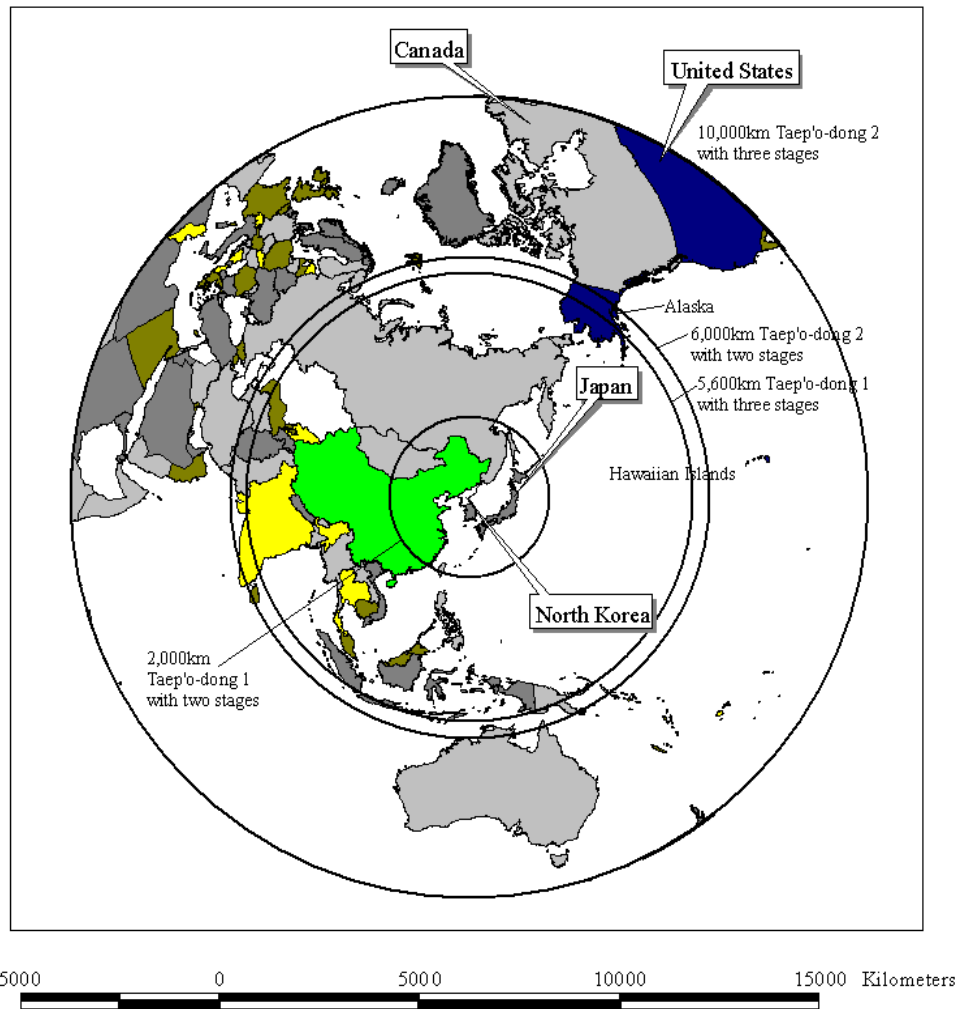 Canada
United States
10,000km Taep'o-dong 2
with three stages
Alaska
6,000km Taep'o-dong 2
with two stages
Japan
5,600km Taep'o-dong 1
with three stages
Hawaiian Islands
North Korea
2,000km
Taep'o-dong 1
with two stages
5000 0 5000 10000 15000 Kilometers